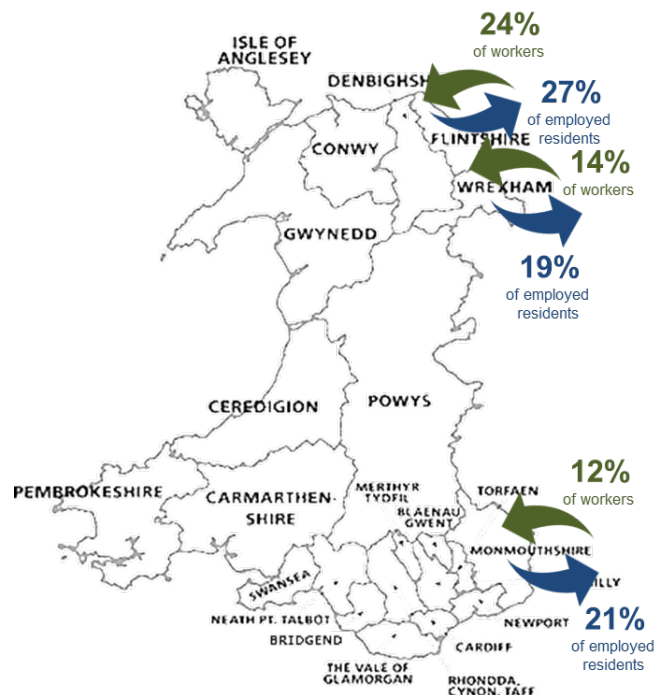 24%
of workers
ISLE OF
ANGLESEY
DENBIGHSH
27%
of employed
residents
FLINTSHIRE
CONWY
14%
of workers
WREXHAM
GWYNEDD
19%
of employed
residents
POWYS
CEREDIGION
12%
of workers
PEMBROKESHIRE
CARMARTHEN-
SHIRE
MERTHYR
TYDFIL
TORFAEN
BLAENAU
GWENT
MONMOUTHSHIRE
SWANSEA
ILLY
21%
of employed
residents
NEATH PT. TALBOT
NEWPORT
BRIDGEND
CARDIFF
THE VALE OF
GLAMORGAN
RHONDDA,
CYNON, TAFF